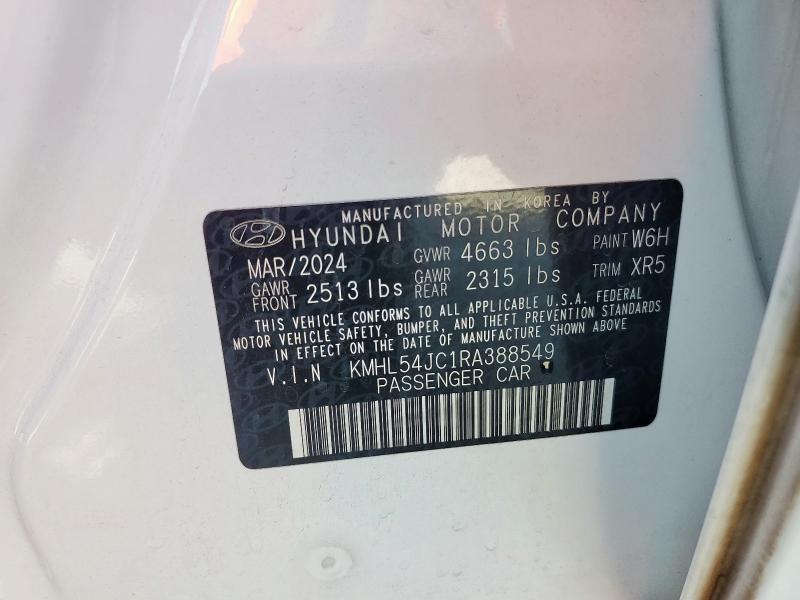 MANUFACTURED IN KOREA BY
HYUNDAI MOTOR COMPANY
MAR/2024 GVWR 4663 lbs PAINT W6H
GAWR FRONT 2513 lbs GAWR REAR 2315 lbs TRIM XR5
THIS VEHICLE CONFORMS TO ALL APPLICABLE U.S.A. FEDERAL
MOTOR VEHICLE SAFETY, BUMPER, AND THEFT PREVENTION STANDARDS
IN EFFECT ON THE DATE OF MANUFACTURE SHOWN ABOVE
V.I.N KMHL54JC1RA388549
PASSENGER CAR